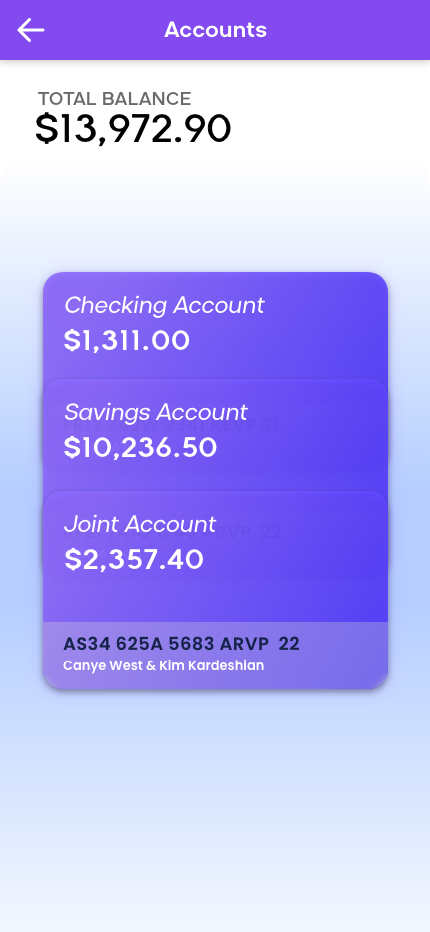 Accounts
TOTAL BALANCE
$13,972.90
Checking Account
$1,311.00
Savings Account
$10,236.50
Joint Account
$2,357.40
AS34 625A 5683 ARVP 22
Canye West & Kim Kardeshian